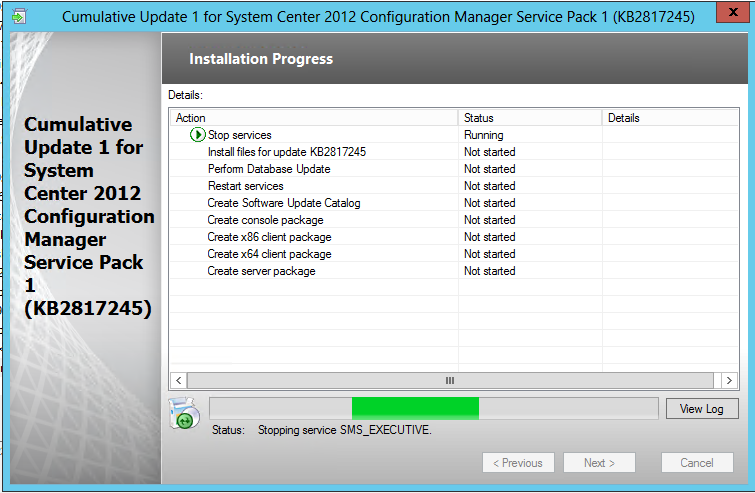 Cumulative Update 1 for System Center 2012 Configuration Manager Service Pack 1 (KB2817245)
x
Installation Progress
Cumulative
Update 1 for
System
Center 2012
Configuration
Manager
Service Pack
1
(KB2817245)
Details:
Action Status Details
Stop services Running
Install files for update KB2817245 Not started
Perform Database Update Not started
Restart services Not started
Create Software Update Catalog Not started
Create console package Not started
Create x86 client package Not started
Create x64 client package Not started
Create server package Not started
View Log
Status: Stopping service SMS_EXECUTIVE.
< Previous Next > Cancel